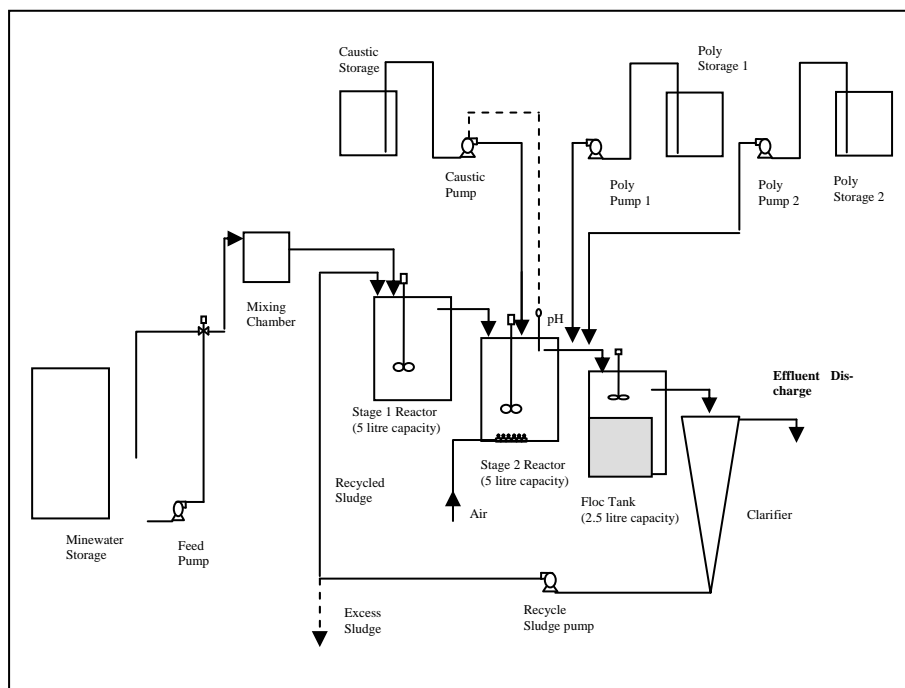 Caustic
Storage
Poly
Storage 1
Caustic
Pump
Poly
Pump 1
Poly
Pump 2
Poly
Storage 2
Mixing
Chamber
pH
Effluent Dis-
charge
Stage 1 Reactor
(5 litre capacity)
Stage 2 Reactor
(5 litre capacity)
Recycled
Sludge
Floc Tank
(2.5 litre capacity)
Clarifier
Air
Minewater
Storage
Feed
Pump
Excess
Sludge
Recycle
Sludge pump